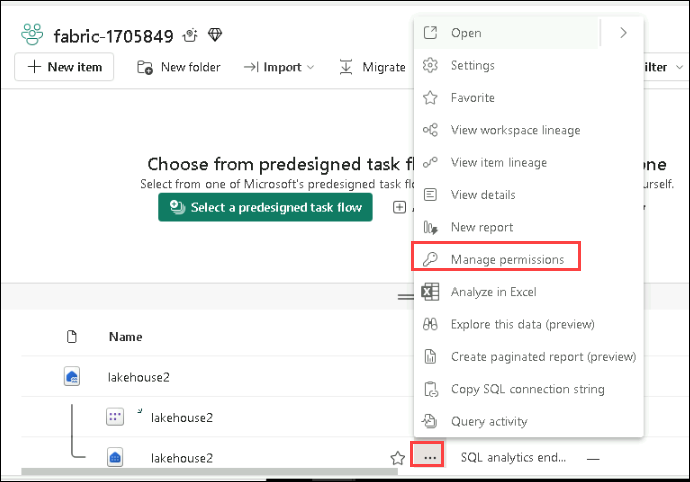 fabric-1705849
New item
New folder
Import
Migrate
ilter
Choose from predesigned task fl
one
Select from one of Microsoft's predesigned task flow
urself.
Select a predesigned task flow
Open
Settings
Favorite
View workspace lineage
View item lineage
View details
New report
Manage permissions
Analyze in Excel
Explore this data (preview)
Create paginated report (preview)
Copy SQL connection string
Query activity
Name
lakehouse2
lakehouse2
lakehouse2
... SQL analytics end... —